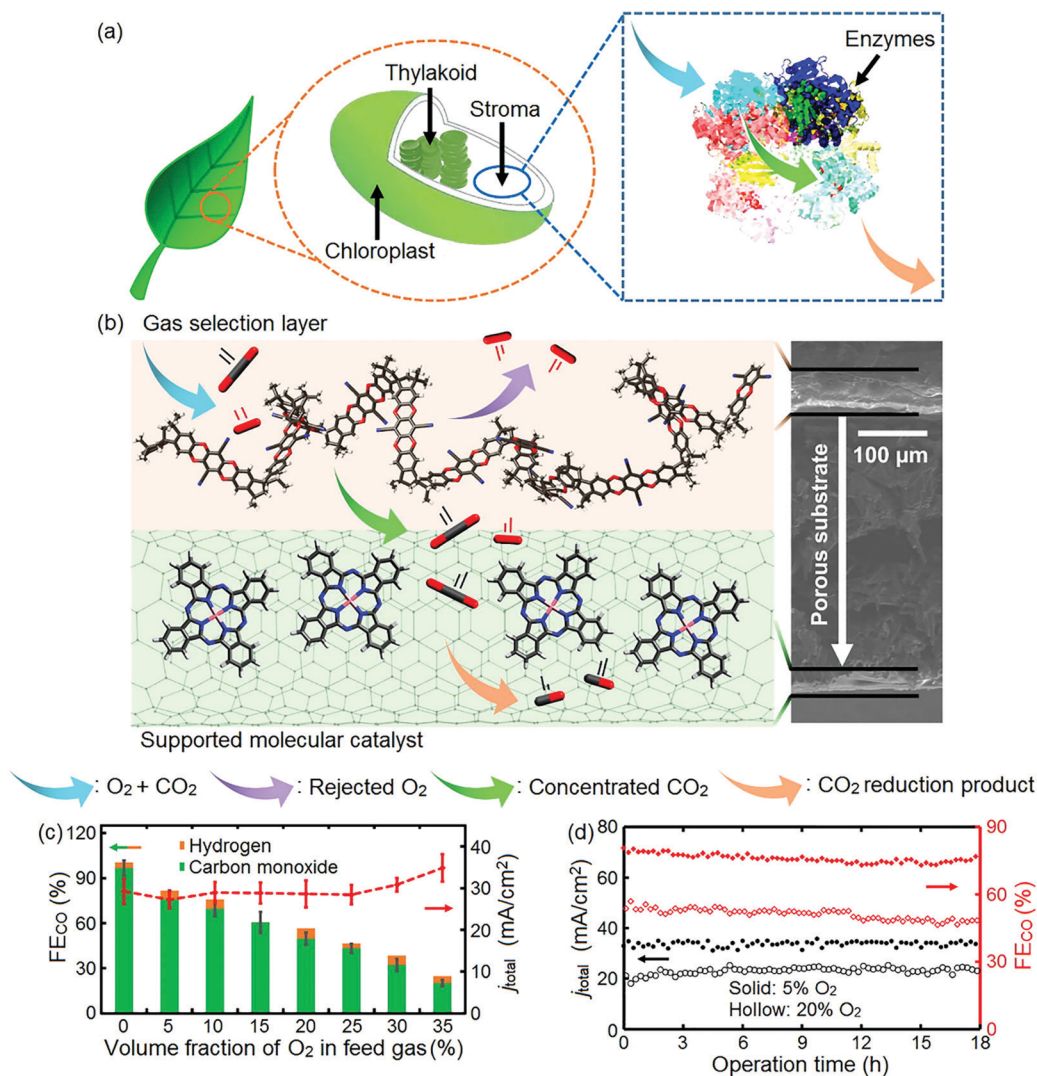 (a)
Thylakoid
Stroma
Chloroplast
Enzymes
(b)
Gas selection layer
100 µm
Porous substrate
Supported molecular catalyst
: O₂ + CO₂
: Rejected O₂
: Concentrated CO₂
: CO₂ reduction product
(c)
Hydrogen
Carbon monoxide
FEco (%)
120
90
60
30
0
0 5 10 15 20 25 30 35
Volume fraction of O₂ in feed gas (%)
40
30
20
10
0
jtotal (mA/cm²)
(d)
jtotal (mA/cm²)
80
60
40
20
0
Solid: 5% O₂
Hollow: 20% O₂
0 3 6 9 12 15 18
Operation time (h)
90
60
30
0
FECO (%)